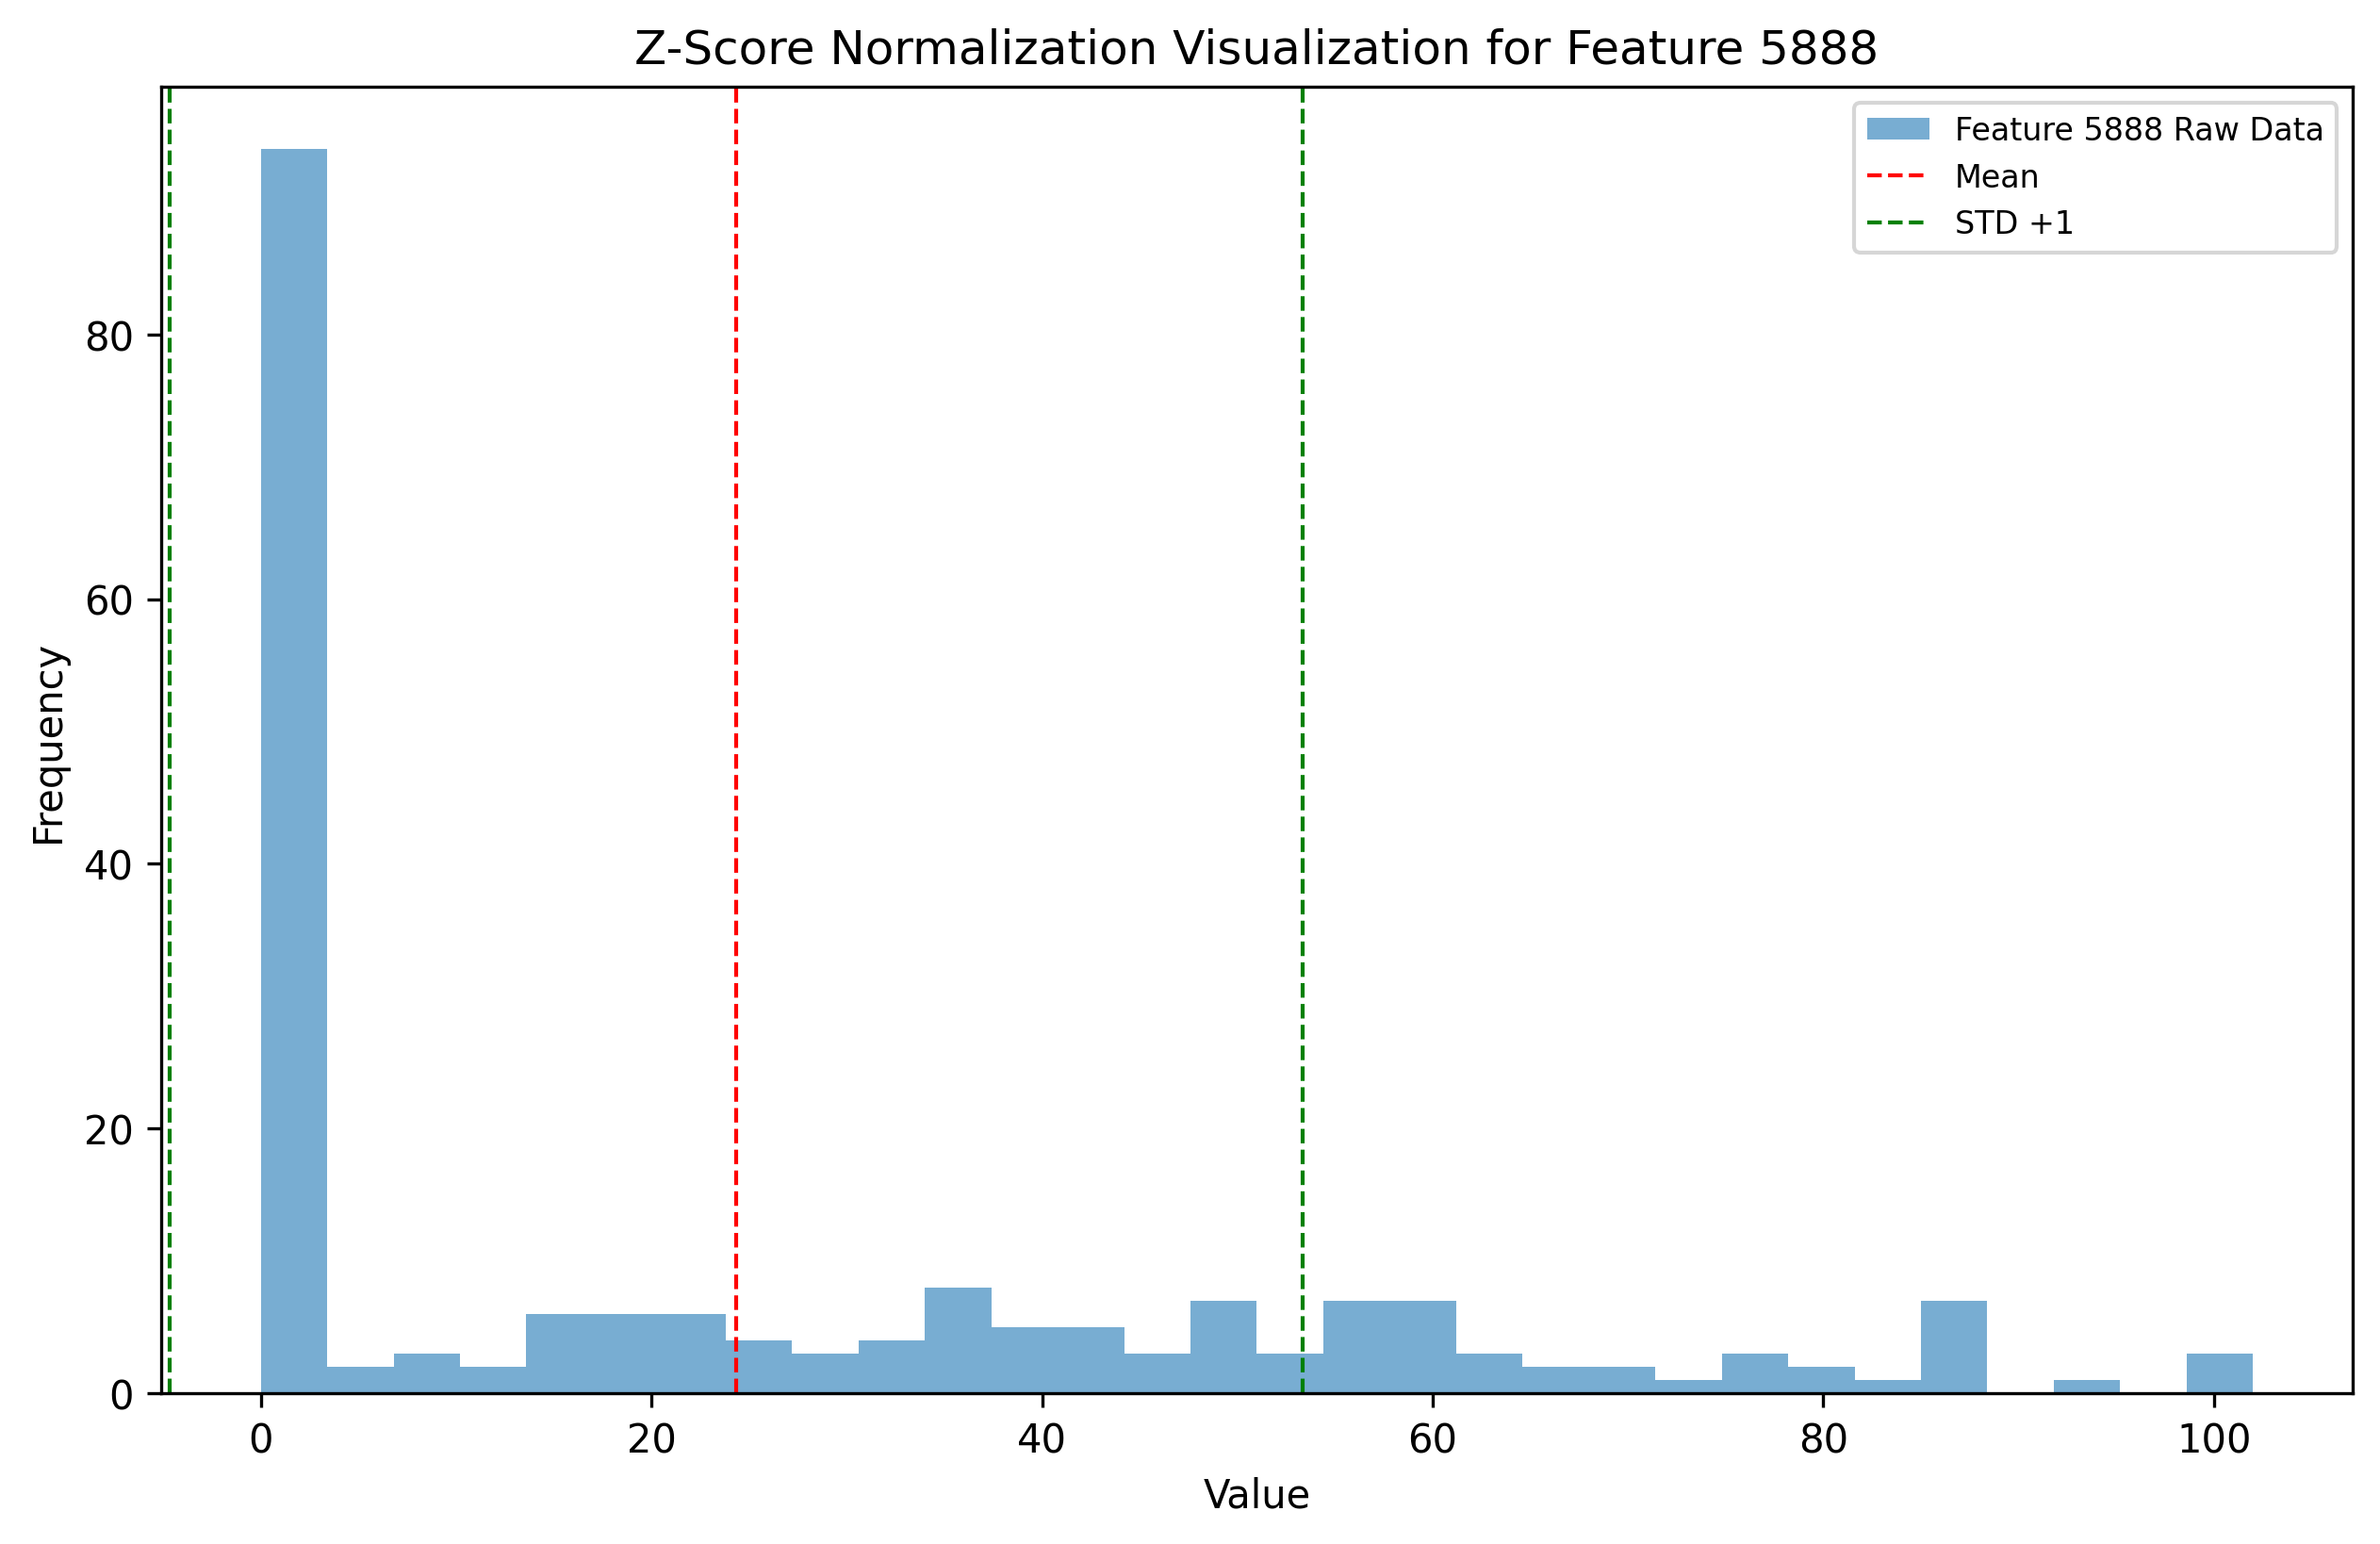 Z-Score Normalization Visualization for Feature 5888
Feature 5888 Raw Data
Mean
STD +1
80
60
40
20
0
Frequency
0 20 40 60 80 100
Value